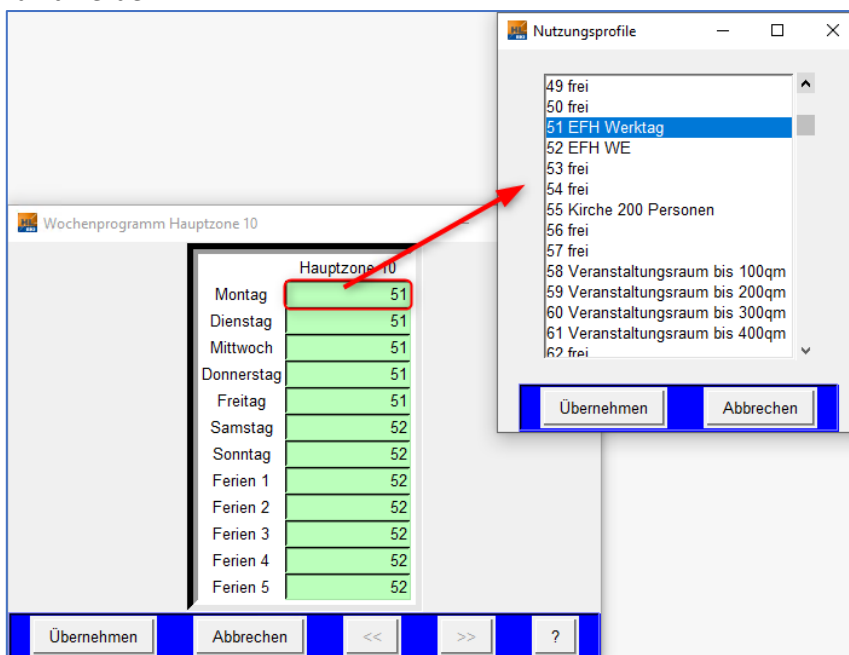 Nutzungsprofile
49 frei
50 frei
51 EFH Werktag
52 EFH WE
53 frei
54 frei
55 Kirche 200 Personen
56 frei
57 frei
58 Veranstaltungsraum bis 100qm
59 Veranstaltungsraum bis 200qm
60 Veranstaltungsraum bis 300qm
61 Veranstaltungsraum bis 400qm
62 frei
Übernehmen Abbrechen
Wochenprogramm Hauptzone 10
Hauptzone 10
Montag 51
Dienstag 51
Mittwoch 51
Donnerstag 51
Freitag 51
Samstag 52
Sonntag 52
Ferien 1 52
Ferien 2 52
Ferien 3 52
Ferien 4 52
Ferien 5 52
Übernehmen Abbrechen << >> ?